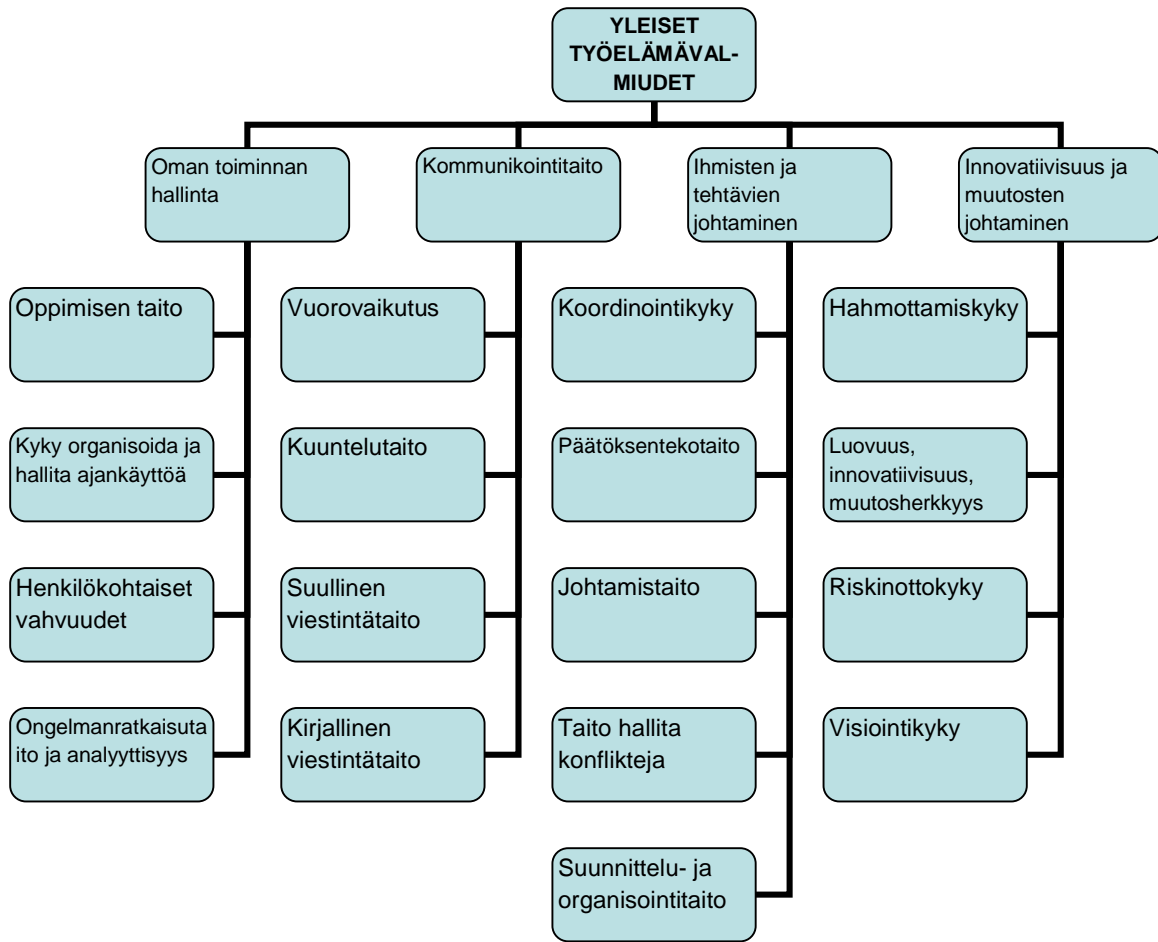 YLEISET
TYÖELÄMÄVAL-
MIUDET
Oman toiminnan
hallinta
Kommunikointitaito
Ihmisten ja
tehtävien
johtaminen
Innovatiivisuus ja
muutosten
johtaminen
Oppimisen taito
Vuorovaikutus
Koordinointikyky
Hahmottamiskyky
Kyky organisoida ja
hallita ajankäyttöä
Kuuntelutaito
Päätöksentekotaito
Luovuus,
innovatiivisuus,
muutosherkkyys
Henkilökohtaiset
vahvuudet
Suullinen
viestintätaito
Johtamistaito
Riskinottokyky
Ongelmanratkaisuta
ito ja analyyttisyys
Kirjallinen
viestintätaito
Taito hallita
konflikteja
Visiointikyky
Suunnittelu- ja
organisointitaito